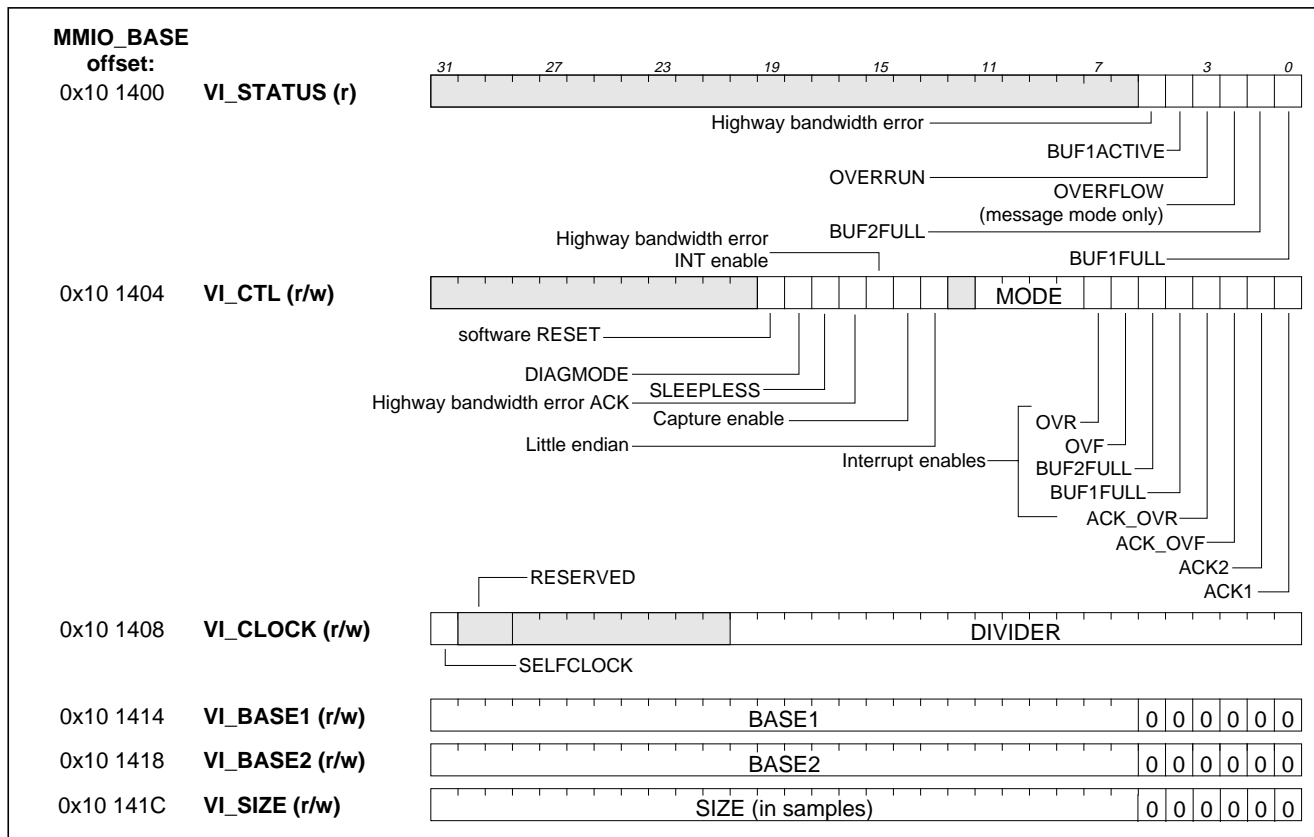 MMIO_BASE
offset:
31 27 23 19 15 11 7 3 0
0x10 1400 VI_STATUS (r)
Highway bandwidth error
BUF1ACTIVE
OVERRUN
OVERFLOW
(message mode only)
BUF2FULL
Highway bandwidth error
INT enable
BUF1FULL
0x10 1404 VI_CTL (r/w) MODE
software RESET
DIAGMODE
SLEEPLESS
Highway bandwidth error ACK
Capture enable
OVR
Little endian
OVF
Interrupt enables
BUF2FULL
BUF1FULL
ACK_OVR
ACK_OVF
ACK2
RESERVED
ACK1
0x10 1408 VI_CLOCK (r/w) DIVIDER
SELFCLOCK
0x10 1414 VI_BASE1 (r/w) BASE1 0 0 0 0 0 0
0x10 1418 VI_BASE2 (r/w) BASE2 0 0 0 0 0 0
0x10 141C VI_SIZE (r/w) SIZE (in samples) 0 0 0 0 0 0